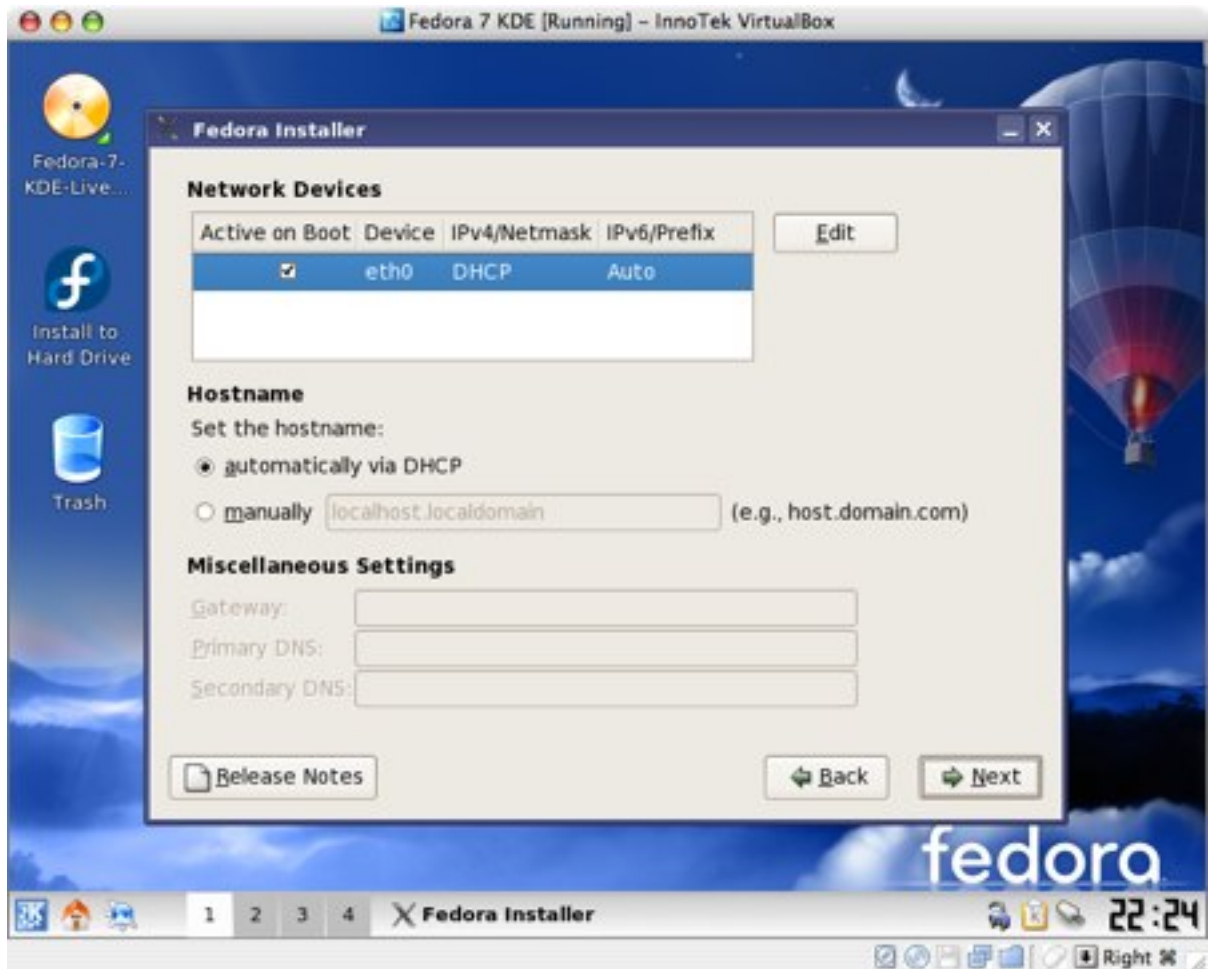 Fedora 7 KDE [Running] – InnoTek VirtualBox
Fedora-7-
KDE-Live....
Install to
Hard Drive
Trash
Fedora Installer
Network Devices
Active on Boot Device IPv4/Netmask IPv6/Prefix
eth0 DHCP Auto
Edit
Hostname
Set the hostname:
automatically via DHCP
manually localhost.localdomain (e.g., host.domain.com)
Miscellaneous Settings
Gateway:
Primary DNS:
Secondary DNS:
Release Notes
Back
Next
fedora
1 2 3 4 Fedora Installer 22:24
Right ⌘